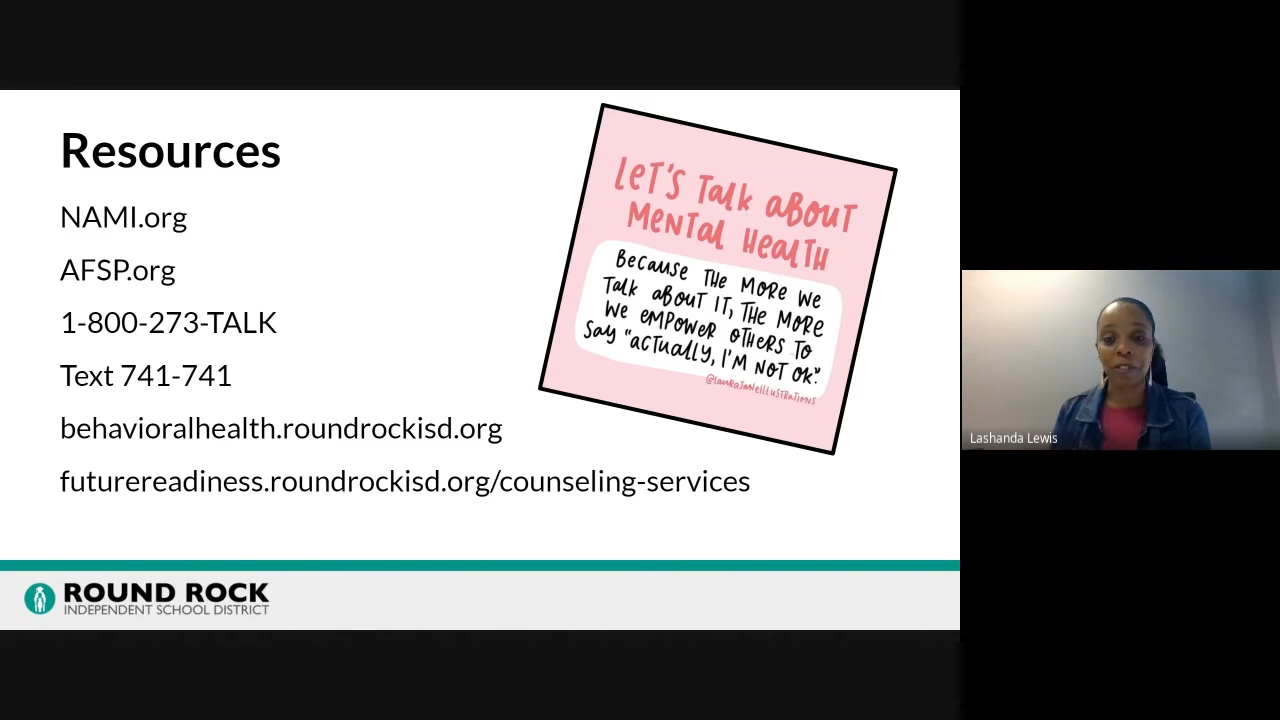 Resources
NAMI.org
AFSP.org
1-800-273-TALK
Text 741-741
behavioralhealth.roundrockisd.org
futurereadiness.roundrockisd.org/counseling-services
LET'S TALK ABOUT
MENTAL HEALTH
BECAUSE THE MORE WE
TALK ABOUT IT, THE MORE
WE EMPOWER OTHERS TO
SAY "ACTUALLY, I'M NOT OK."
@LAURAJANEILLUSTRATIONS
ROUND ROCK
INDEPENDENT SCHOOL DISTRICT
Lashanda Lewis